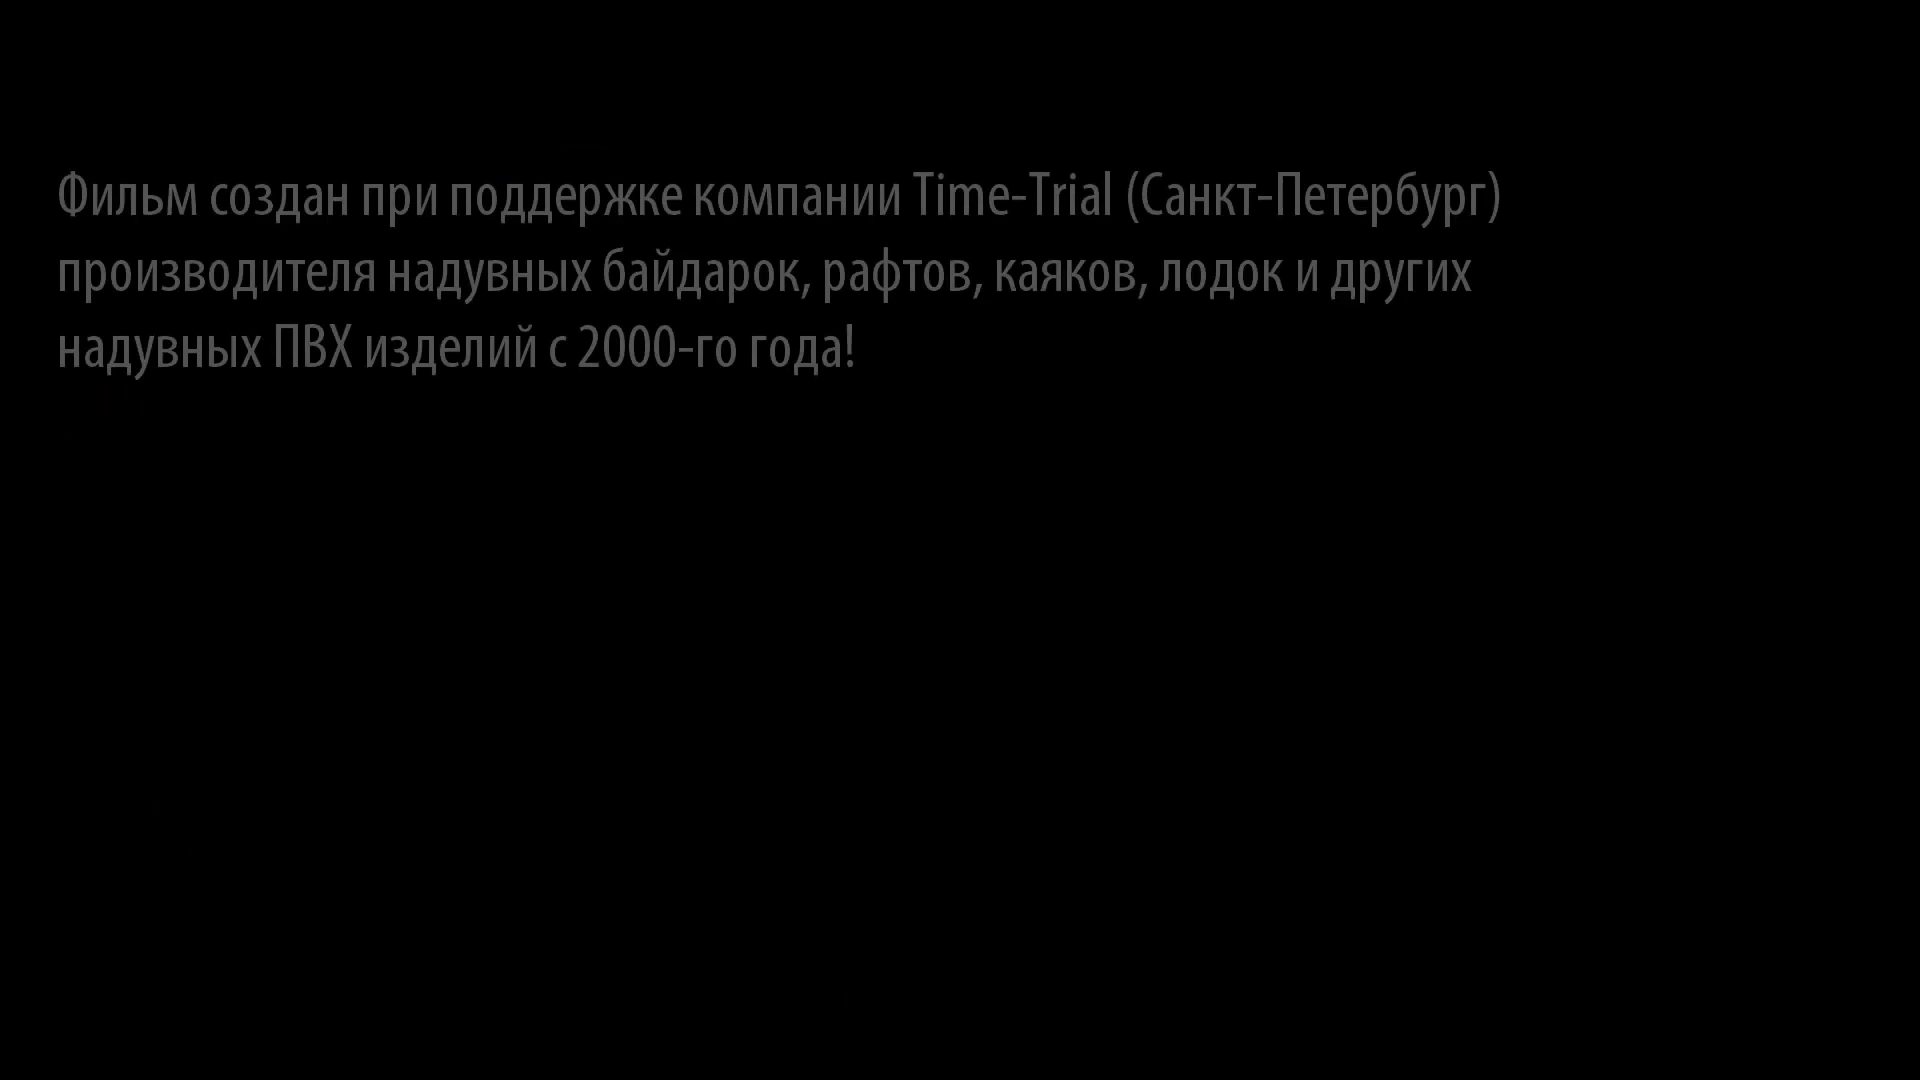 Фильм создан при поддержке компании Time-Trial (Санкт-Петербург)
производителя надувных байдарок, рафтов, каяков, лодок и других
надувных ПВХ изделий с 2000-го года!